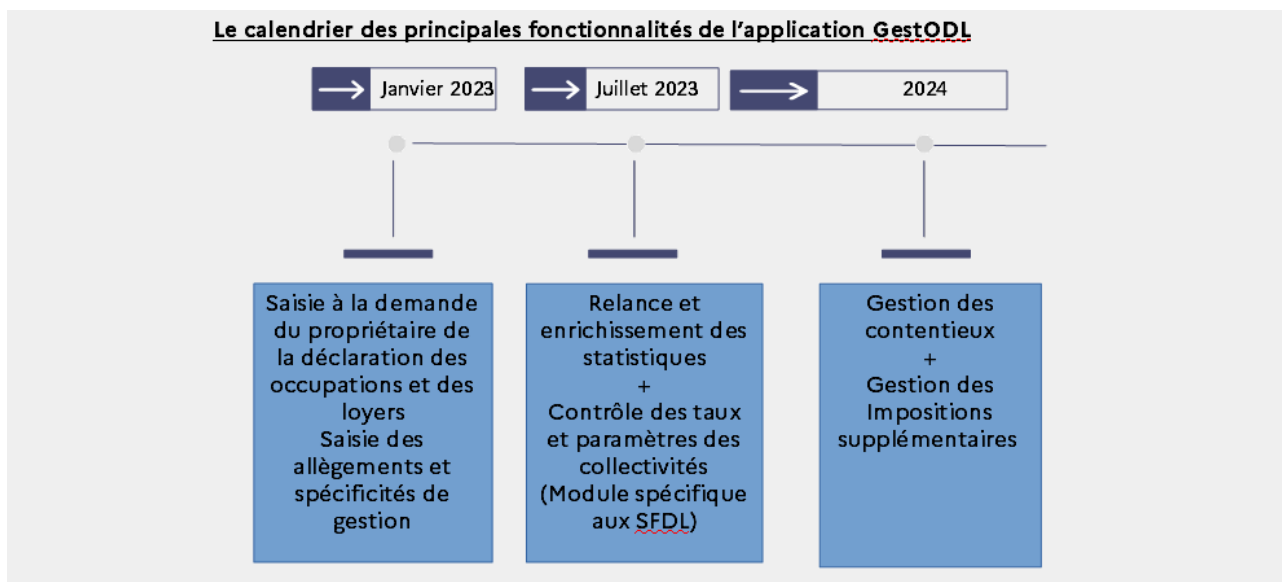 Le calendrier des principales fonctionnalités de l'application GestODL
Janvier 2023
Juillet 2023
2024
Saisie à la demande
du propriétaire de
la déclaration des
occupations et des
loyers
Saisie des
allègements et
spécificités de
gestion
Relance et
enrichissement des
statistiques
+
Contrôle des taux
et paramètres des
collectivités
(Module spécifique
aux SFDL)
Gestion des
contentieux
+
Gestion des
Impositions
supplémentaires